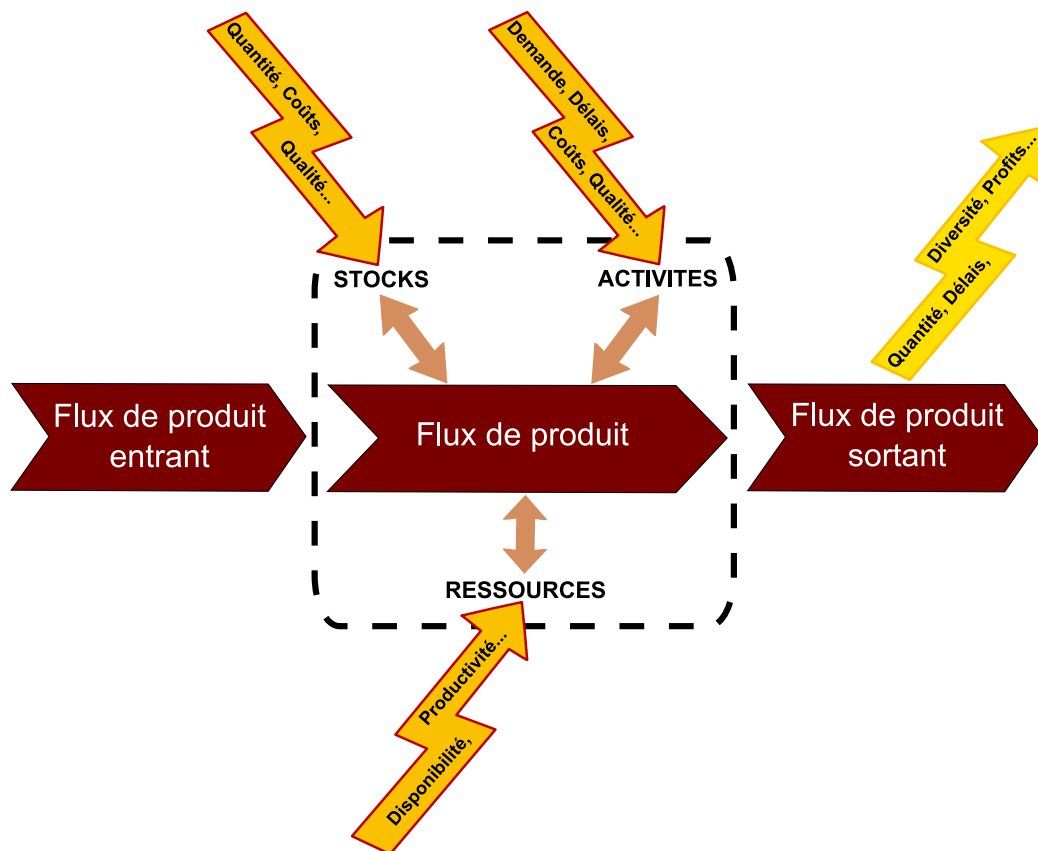 Quantité, Coûts,
Qualité...
Demande, Délais,
Coûts, Qualité...
Diversité, Profits...
Quantité, Délais,
STOCKS
ACTIVITES
Flux de produit
entrant
Flux de produit
Flux de produit
sortant
RESSOURCES
Productivité...
Disponibilité,